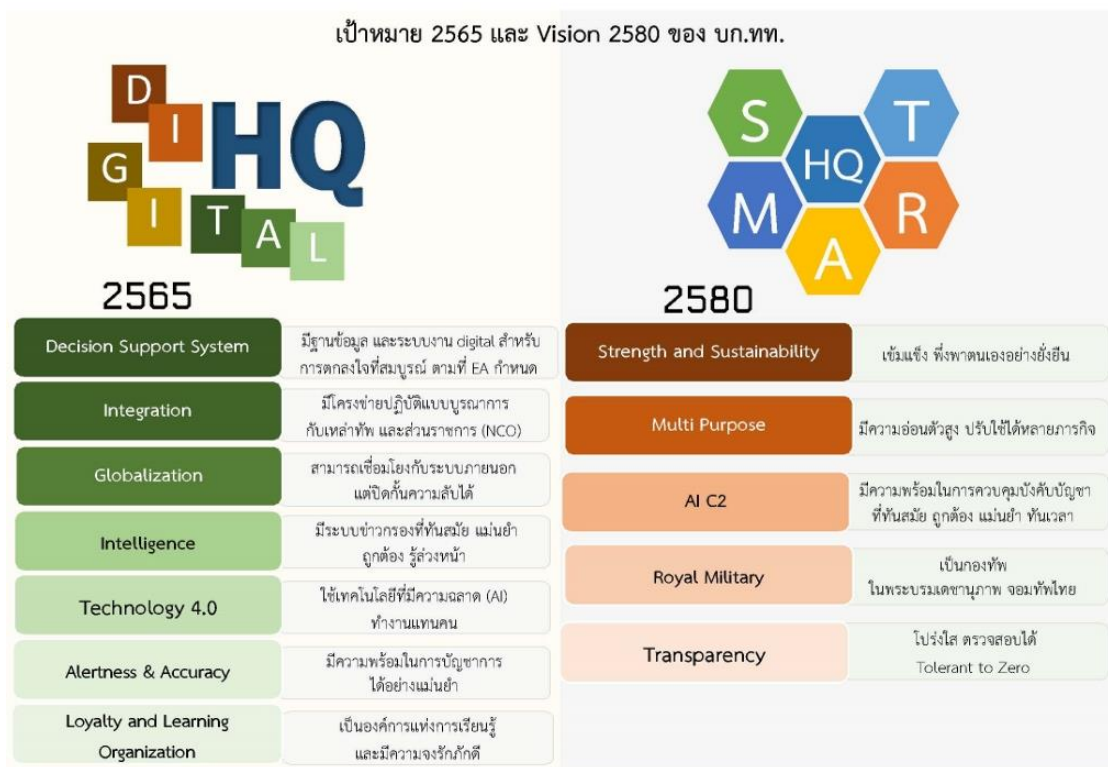 เป้าหมาย 2565 และ Vision 2580 ของ บก.ทท.
DIGITAL HQ
2565
Decision Support System
มีฐานข้อมูล และระบบงาน digital สำหรับ
การตกลงใจที่สมบูรณ์ ตามที่ EA กำหนด
Integration
มีโครงข่ายปฏิบัติแบบบูรณาการ
กับเหล่าทัพ และส่วนราชการ (NCO)
Globalization
สามารถเชื่อมโยงกับระบบภายนอก
แต่ปิดกั้นความลับได้
Intelligence
มีระบบข่าวกรองที่ทันสมัย แม่นยำ
ถูกต้อง รู้ล่วงหน้า
Technology 4.0
ใช้เทคโนโลยีที่มีความฉลาด (AI)
ทำงานแทนคน
Alertness & Accuracy
มีความพร้อมในการบัญชาการ
ได้อย่างแม่นยำ
Loyalty and Learning
Organization
เป็นองค์การแห่งการเรียนรู้
และมีความจงรักภักดี
SMART HQ
2580
Strength and Sustainability
เข้มแข็ง พึ่งพาตนเองอย่างยั่งยืน
Multi Purpose
มีความอ่อนตัวสูง ปรับใช้ได้หลายภารกิจ
AI C2
มีความพร้อมในการควบคุมบังคับบัญชา
ที่ทันสมัย ถูกต้อง แม่นยำ ทันเวลา
Royal Military
เป็นกองทัพ
ในพระบรมเดชานุภาพ จอมทัพไทย
Transparency
โปร่งใส ตรวจสอบได้
Tolerant to Zero